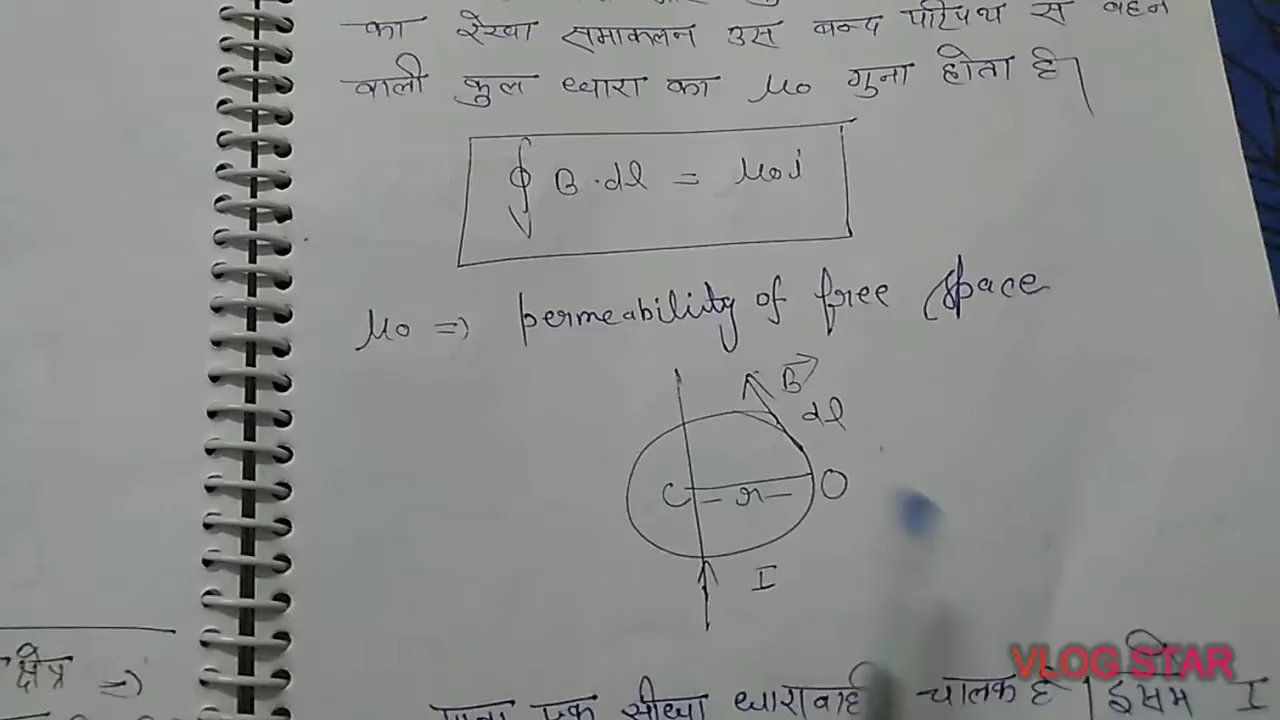 का रेखा समाकलन उस बन्द परिपथ से बहने
वाली कुल धारा का μ0 गुना होता है।
∮ B.dl = μ0i
μ0 => permeability of free space
B
dl
C - r - O
I
क्षेत्र =>
माना एक सीधा धारावाही चालक है। इसमें I
VLOG STAR